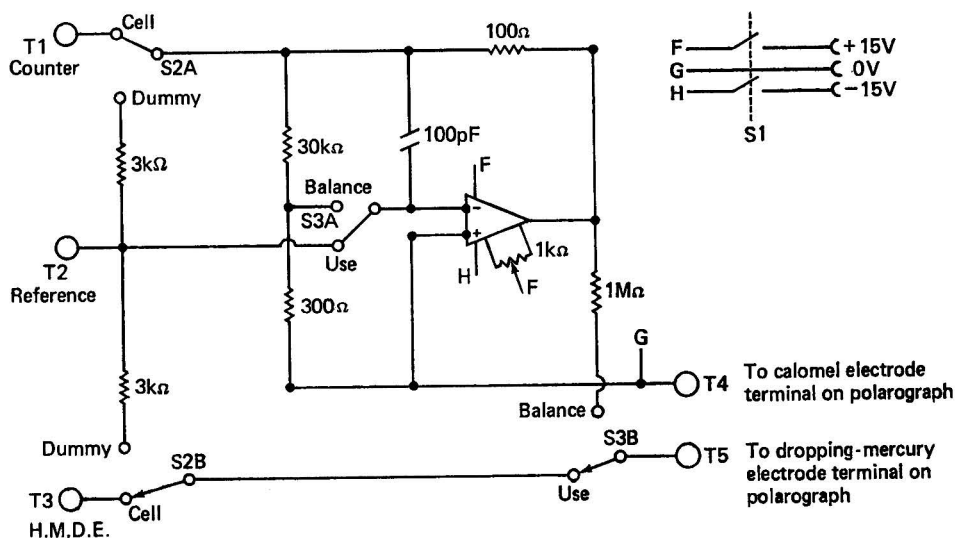 Cell
T1
Counter
S2A
Dummy
3kΩ
30kΩ
100Ω
100pF
Balance
S3A
Use
F
-
+
H
1kΩ
F
T2
Reference
300Ω
1MΩ
3kΩ
G
T4
To calomel electrode
terminal on polarograph
Balance
Dummy
S2B
S3B
T5
To dropping-mercury
electrode terminal on
polarograph
Use
T3
Cell
H.M.D.E.
F
+15V
G
0V
H
-15V
S1